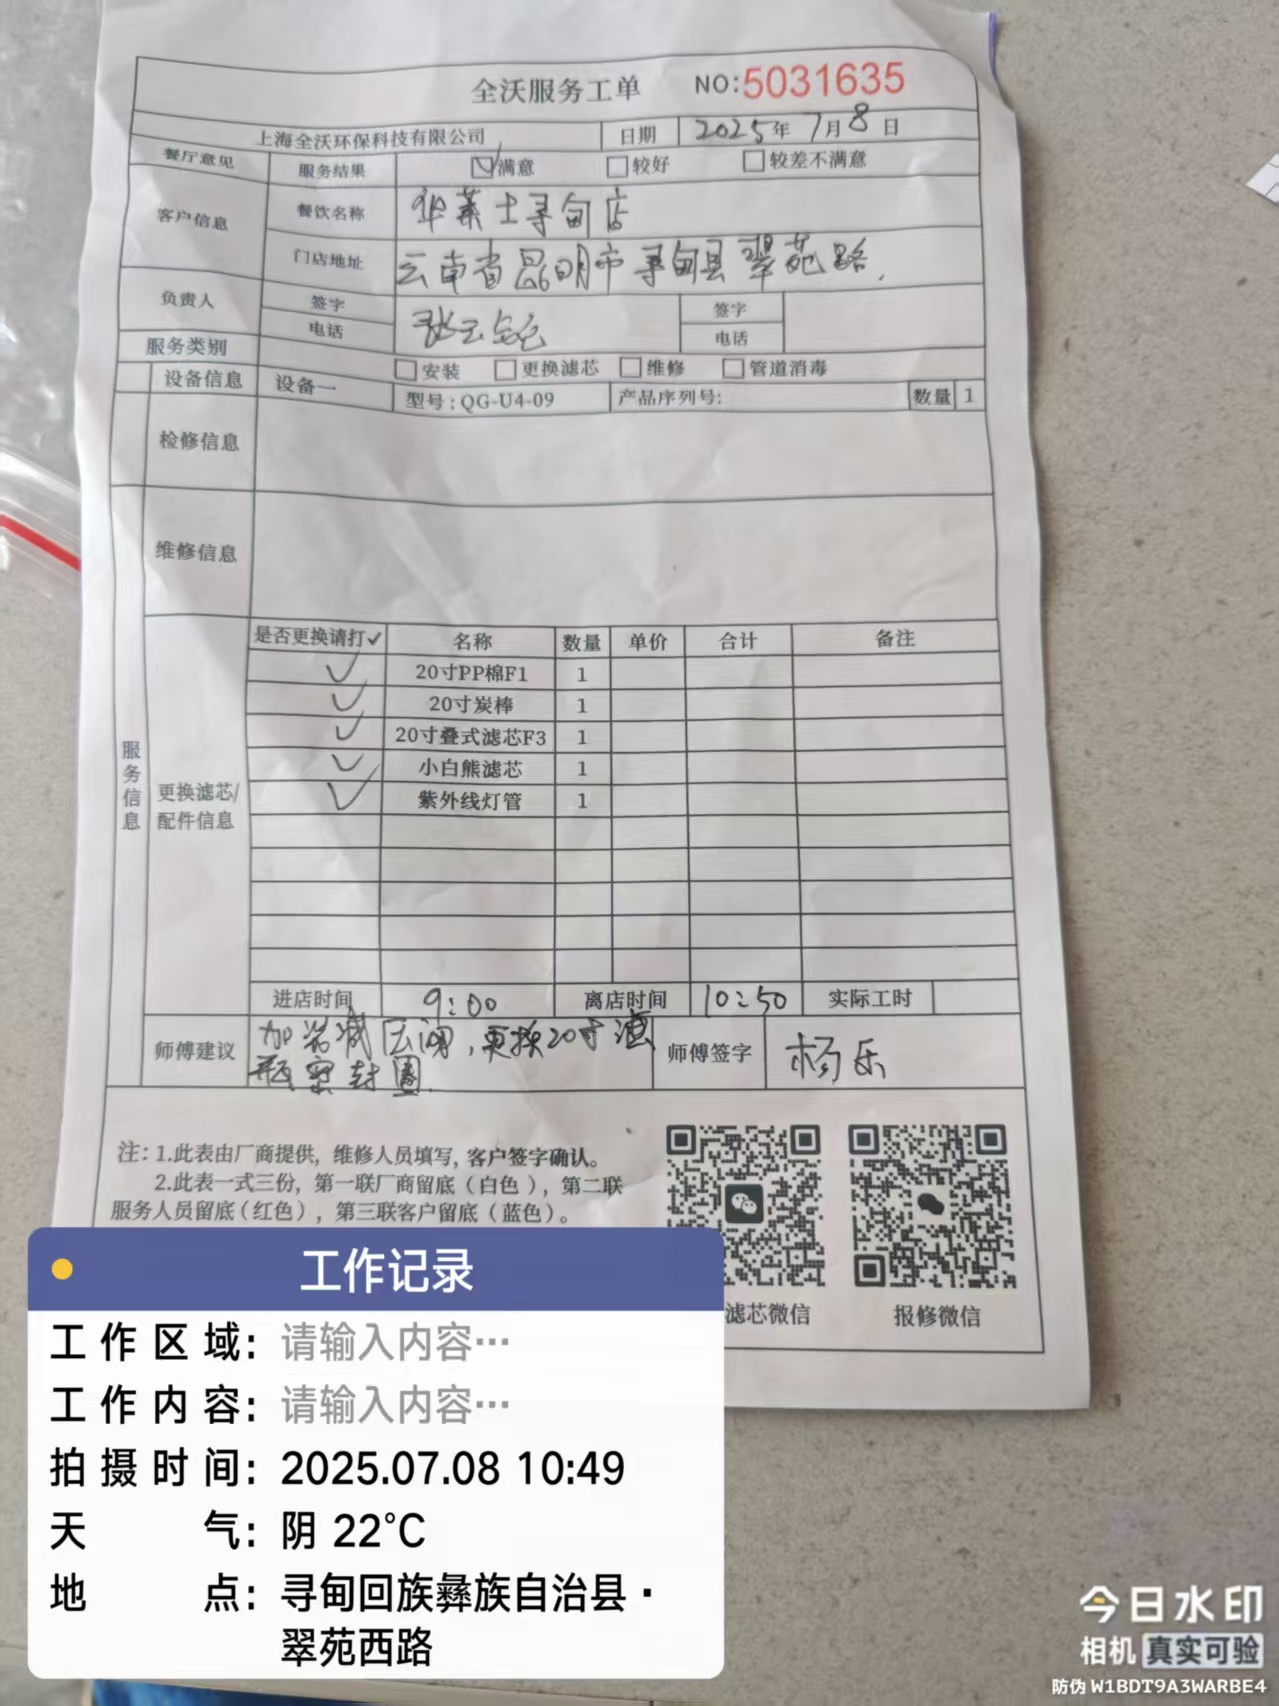 全沃服务工单 NO:5031635
上海全沃环保科技有限公司 日期 2025年7月8日
餐厅意见 服务结果 ☑满意 □较好 □较差不满意
客户信息 餐饮名称 华莱士寻甸店
门店地址 云南省昆明市寻甸县翠苑路.
负责人 签字 签字
电话 电话
服务类别 □安装 □更换滤芯 □维修 □管道消毒
设备信息 设备一 型号:QG-U4-09 产品序列号: 数量 1
检修信息
维修信息
服务信息
更换滤芯/
配件信息
是否更换请打✓ 名称 数量 单价 合计 备注
✓ 20寸PP棉F1 1
✓ 20寸炭棒 1
✓ 20寸叠式滤芯F3 1
✓ 小白熊滤芯 1
✓ 紫外线灯管 1
进店时间 9:00 离店时间 10:50 实际工时
师傅建议 加装减压阀,更换20寸滤
瓶密封圈. 师傅签字 杨乐
注:1.此表由厂商提供,维修人员填写,客户签字确认。
2.此表一式三份,第一联厂商留底(白色),第二联
服务人员留底(红色),第三联客户留底(蓝色)。
滤芯微信 报修微信
工作记录
工作区域: 请输入内容···
工作内容: 请输入内容···
拍摄时间: 2025.07.08 10:49
天气: 阴 22°C
地点: 寻甸回族彝族自治县·
翠苑西路
今日水印
相机 真实可验
防伪 W1BDT9A3WARBE4